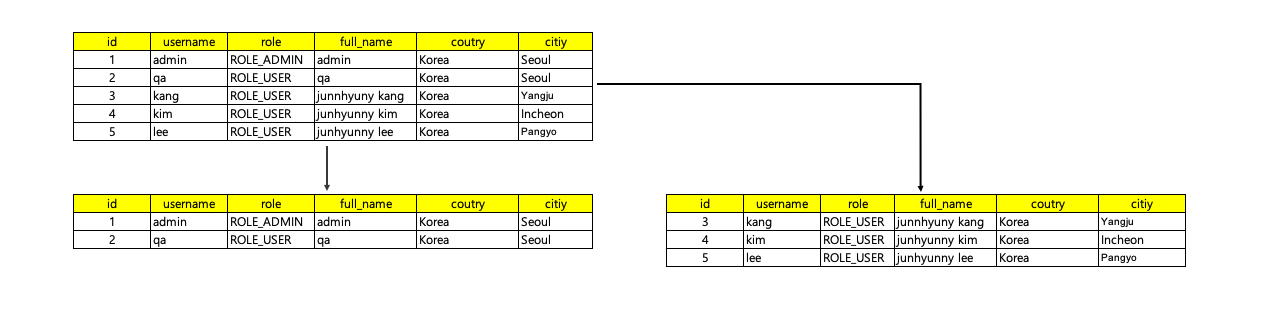 id username role full_name coutry citiy
1 admin ROLE_ADMIN admin Korea Seoul
2 qa ROLE_USER qa Korea Seoul
3 kang ROLE_USER junnhyuny kang Korea Yangju
4 kim ROLE_USER junhyunny kim Korea Incheon
5 lee ROLE_USER junhyunny lee Korea Pangyo
id username role full_name coutry citiy
1 admin ROLE_ADMIN admin Korea Seoul
2 qa ROLE_USER qa Korea Seoul
id username role full_name coutry citiy
3 kang ROLE_USER junnhyuny kang Korea Yangju
4 kim ROLE_USER junhyunny kim Korea Incheon
5 lee ROLE_USER junhyunny lee Korea Pangyo